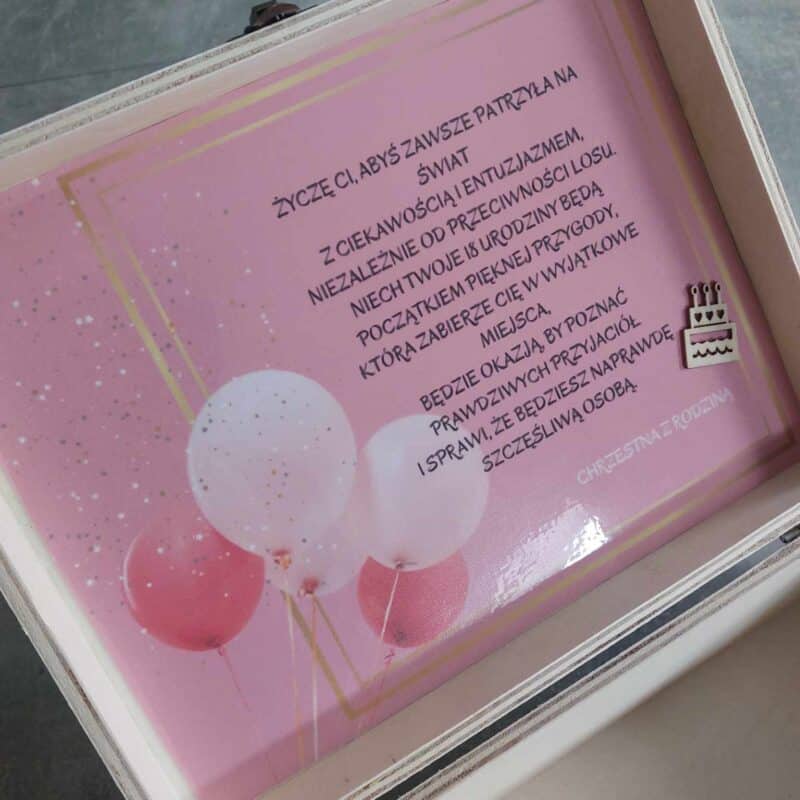 ŻYCZĘ CI, ABYŚ ZAWSZE PATRZYŁA NA
ŚWIAT
Z CIEKAWOŚCIĄ I ENTUZJAZMEM,
NIEZALEŻNIE OD PRZECIWNOŚCI LOSU.
NIECH TWOJE 18 URODZINY BĘDĄ
POCZĄTKIEM PIĘKNEJ PRZYGODY,
KTÓRA ZABIERZE CIĘ W WYJĄTKOWE
MIEJSCA,
BĘDZIE OKAZJĄ, BY POZNAĆ
PRAWDZIWYCH PRZYJACIÓŁ
I SPRAWI, ŻE BĘDZIESZ NAPRAWDĘ
SZCZĘŚLIWĄ OSOBĄ.
CHRZESTNA Z RODZINĄ